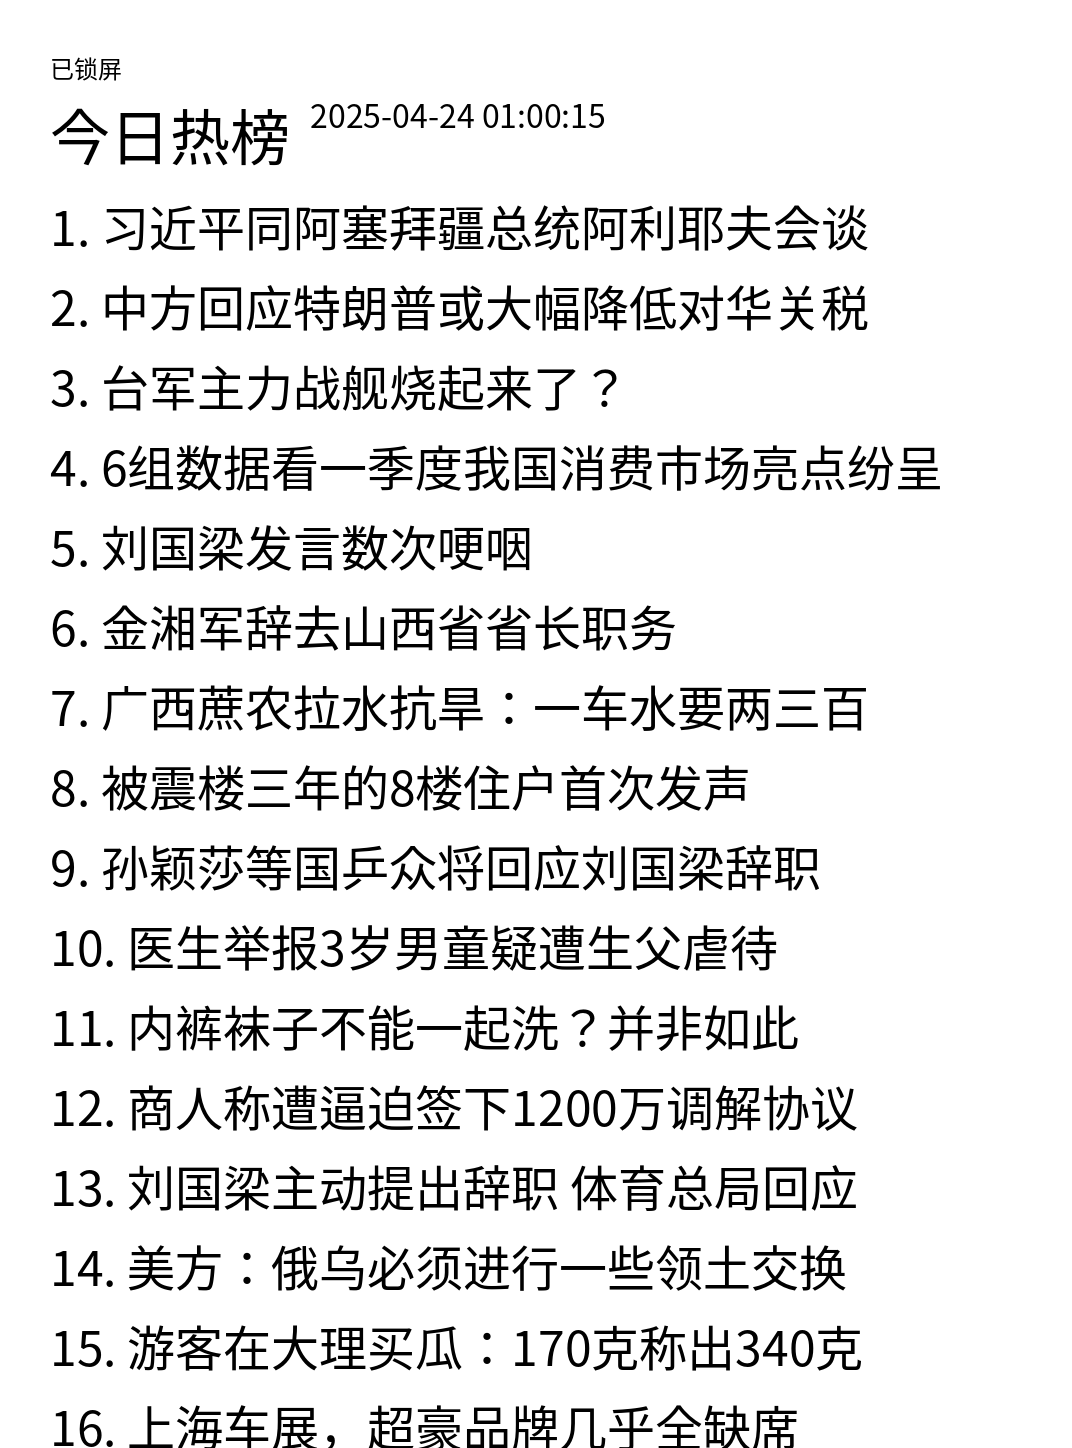 已锁屏
今日热榜 2025-04-24 01:00:15
1. 习近平同阿塞拜疆总统阿利耶夫会谈
2. 中方回应特朗普或大幅降低对华关税
3. 台军主力战舰烧起来了？
4. 6组数据看一季度我国消费市场亮点纷呈
5. 刘国梁发言数次哽咽
6. 金湘军辞去山西省省长职务
7. 广西蔗农拉水抗旱：一车水要两三百
8. 被震楼三年的8楼住户首次发声
9. 孙颖莎等国乒众将回应刘国梁辞职
10. 医生举报3岁男童疑遭生父虐待
11. 内裤袜子不能一起洗？并非如此
12. 商人称遭逼迫签下1200万调解协议
13. 刘国梁主动提出辞职 体育总局回应
14. 美方：俄乌必须进行一些领土交换
15. 游客在大理买瓜：170克称出340克
16. 上海车展，超豪品牌几乎全缺席